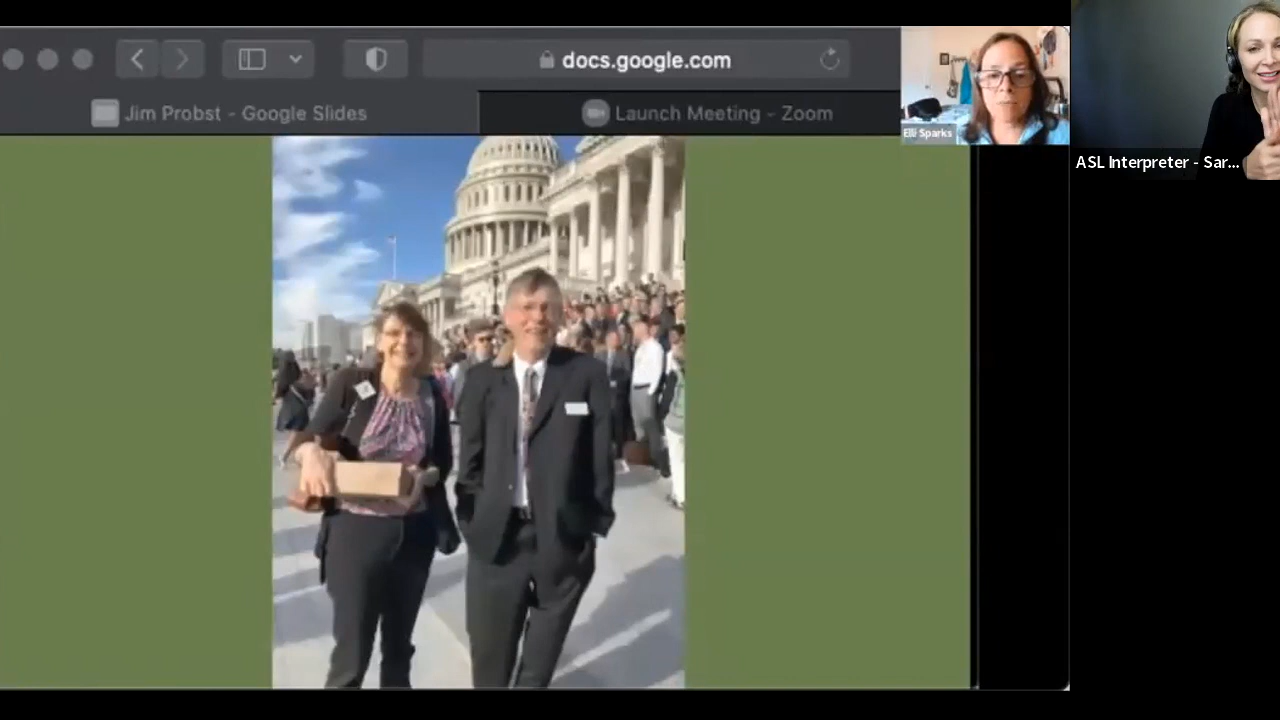 docs.google.com
Jim Probst - Google Slides
Launch Meeting - Zoom
Elli Sparks
ASL Interpreter - Sar...